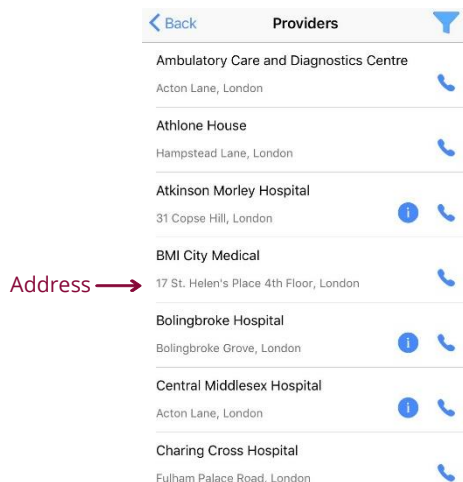 Back
Providers
Ambulatory Care and Diagnostics Centre
Acton Lane, London
Athlone House
Hampstead Lane, London
Atkinson Morley Hospital
31 Copse Hill, London
BMI City Medical
Address
17 St. Helen's Place 4th Floor, London
Bolingbroke Hospital
Bolingbroke Grove, London
Central Middlesex Hospital
Acton Lane, London
Charing Cross Hospital
Fulham Palace Road, London